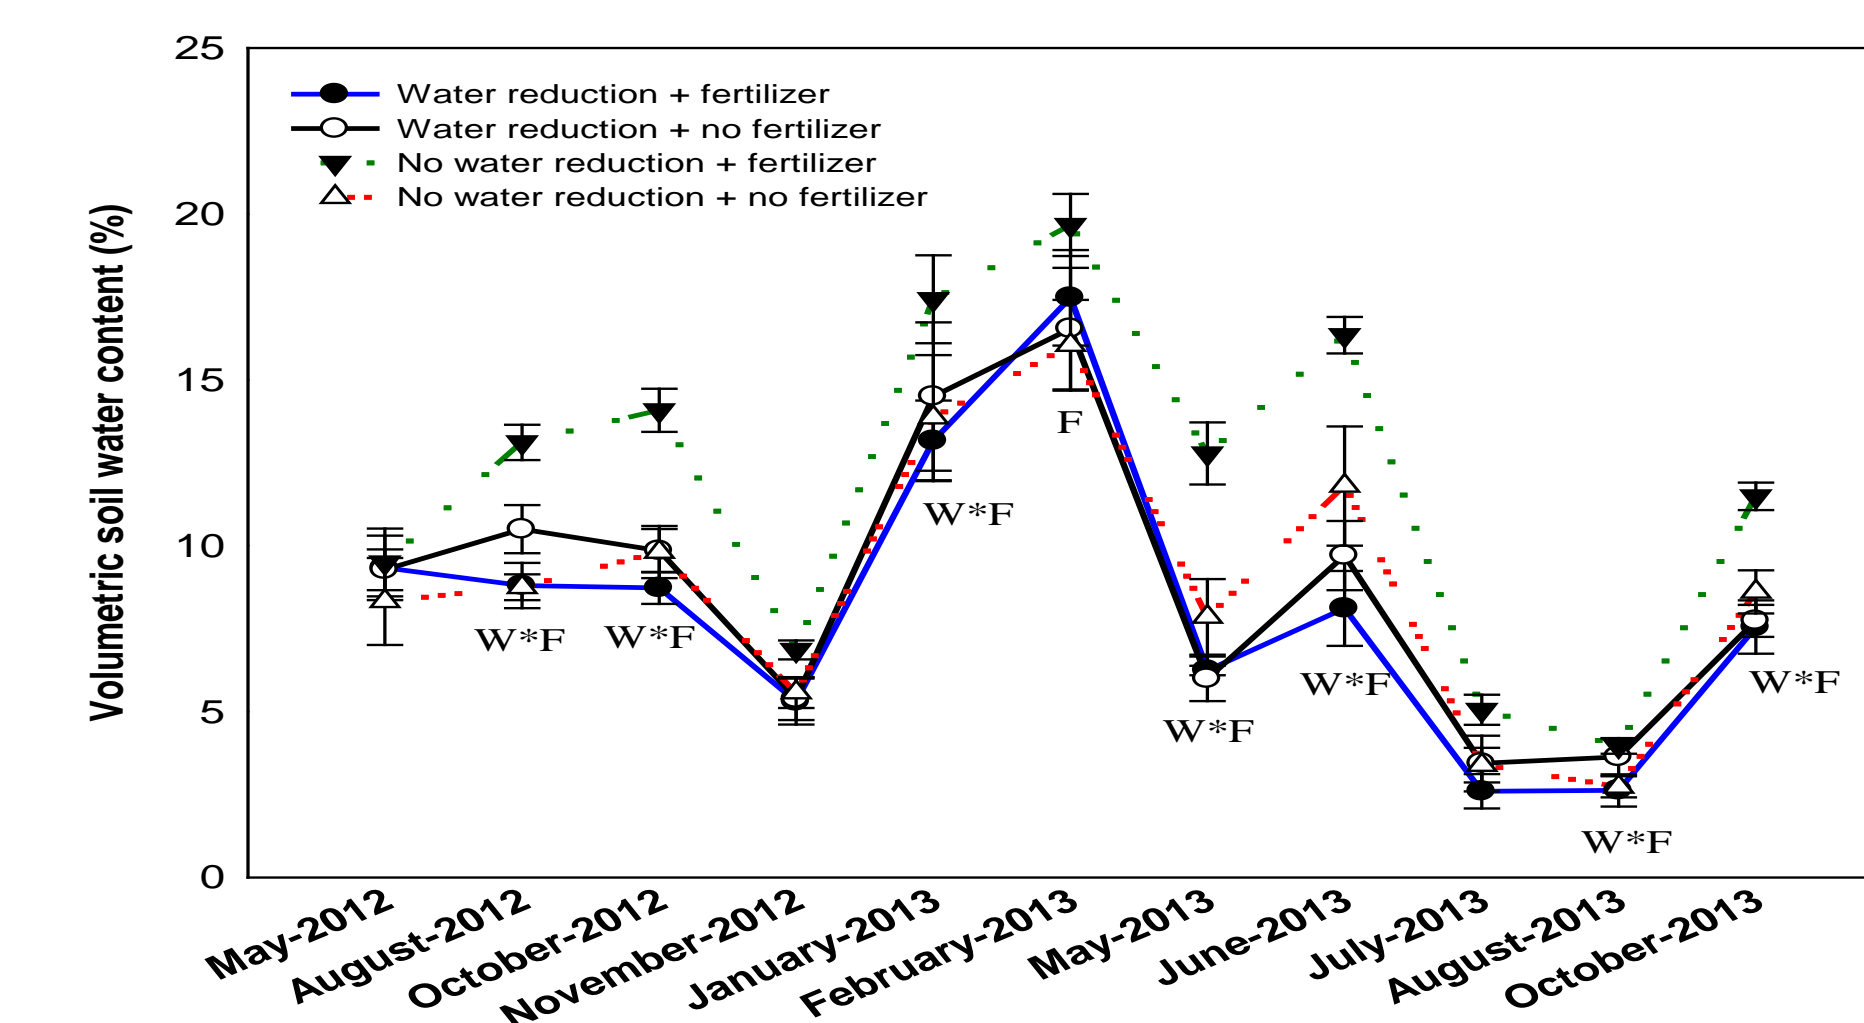 25
20
15
10
5
0
Volumetric soil water content (%)
Water reduction + fertilizer
Water reduction + no fertilizer
No water reduction + fertilizer
No water reduction + no fertilizer
F
W*F
W*F
W*F
W*F
W*F
W*F
W*F
May-2012
August-2012
October-2012
November-2012
January-2013
February-2013
May-2013
June-2013
July-2013
August-2013
October-2013